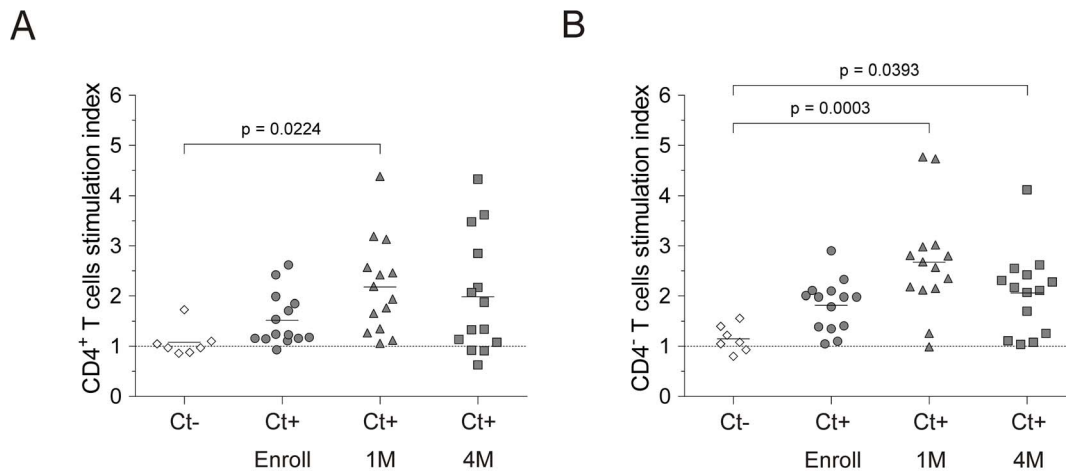 A
CD4⁺ T cells stimulation index
6
5
4
3
2
1
0
p = 0.0224
Ct- Ct+ Ct+ Ct+
Enroll 1M 4M
B
CD4⁻ T cells stimulation index
6
5
4
3
2
1
0
p = 0.0393
p = 0.0003
Ct- Ct+ Ct+ Ct+
Enroll 1M 4M